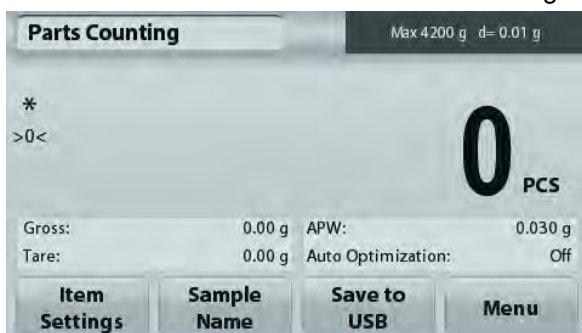 Parts Counting
Max 4200 g d= 0.01 g
*
>0<
0 PCS
Gross: 0.00 g APW: 0.030 g
Tare: 0.00 g Auto Optimization: Off
Item Settings
Sample Name
Save to USB
Menu